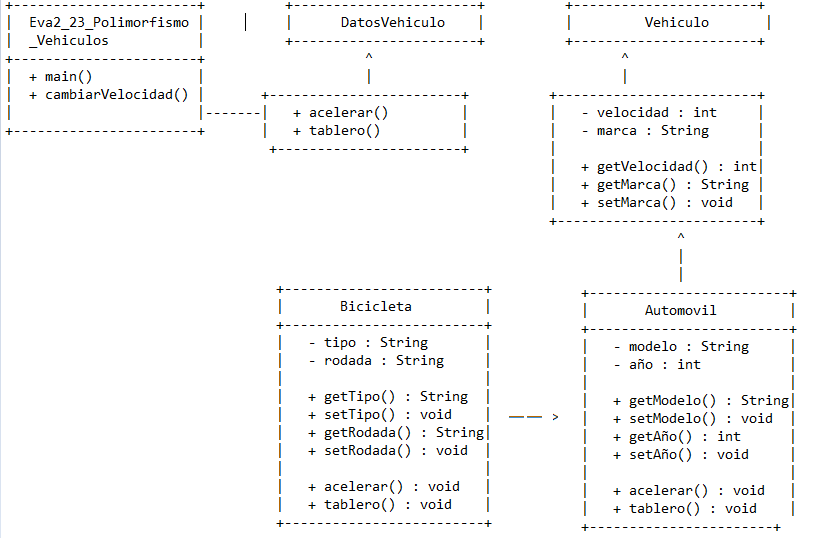 Eva2_23_Polimorfismo
_Vehiculos
+ main()
+ cambiarVelocidad()
DatosVehiculo
+ acelerar()
+ tablero()
Vehiculo
- velocidad : int
- marca : String
+ getVelocidad() : int
+ getMarca() : String
+ setMarca() : void
Bicicleta
- tipo : String
- rodada : String
+ getTipo() : String
+ setTipo() : void
+ getRodada() : String
+ setRodada() : void
+ acelerar() : void
+ tablero() : void
Automovil
- modelo : String
- año : int
+ getModelo() : String
+ setModelo() : void
+ getAño() : int
+ setAño() : void
+ acelerar() : void
+ tablero() : void